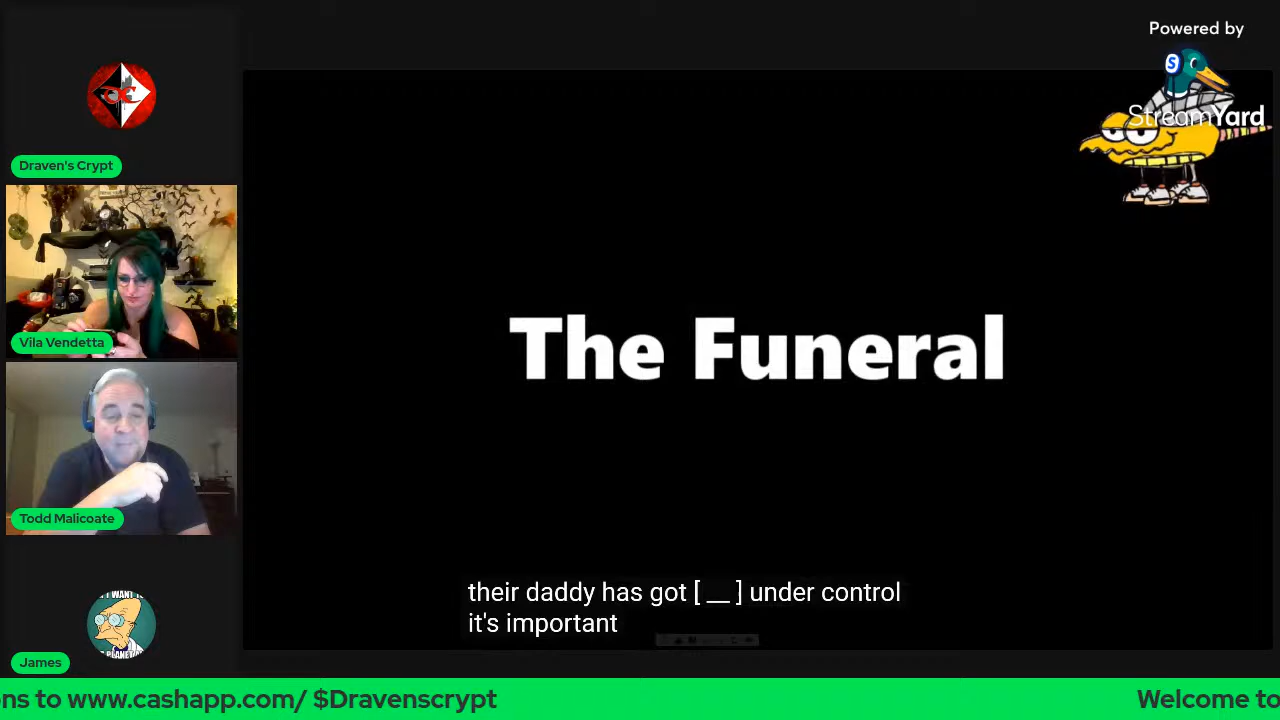 Powered by
StreamYard
Draven's Crypt
Vila Vendetta
Todd Malicoate
James
The Funeral
their daddy has got [ __ ] under control
it's important
ns to www.cashapp.com/ $Dravenscrypt
Welcome to